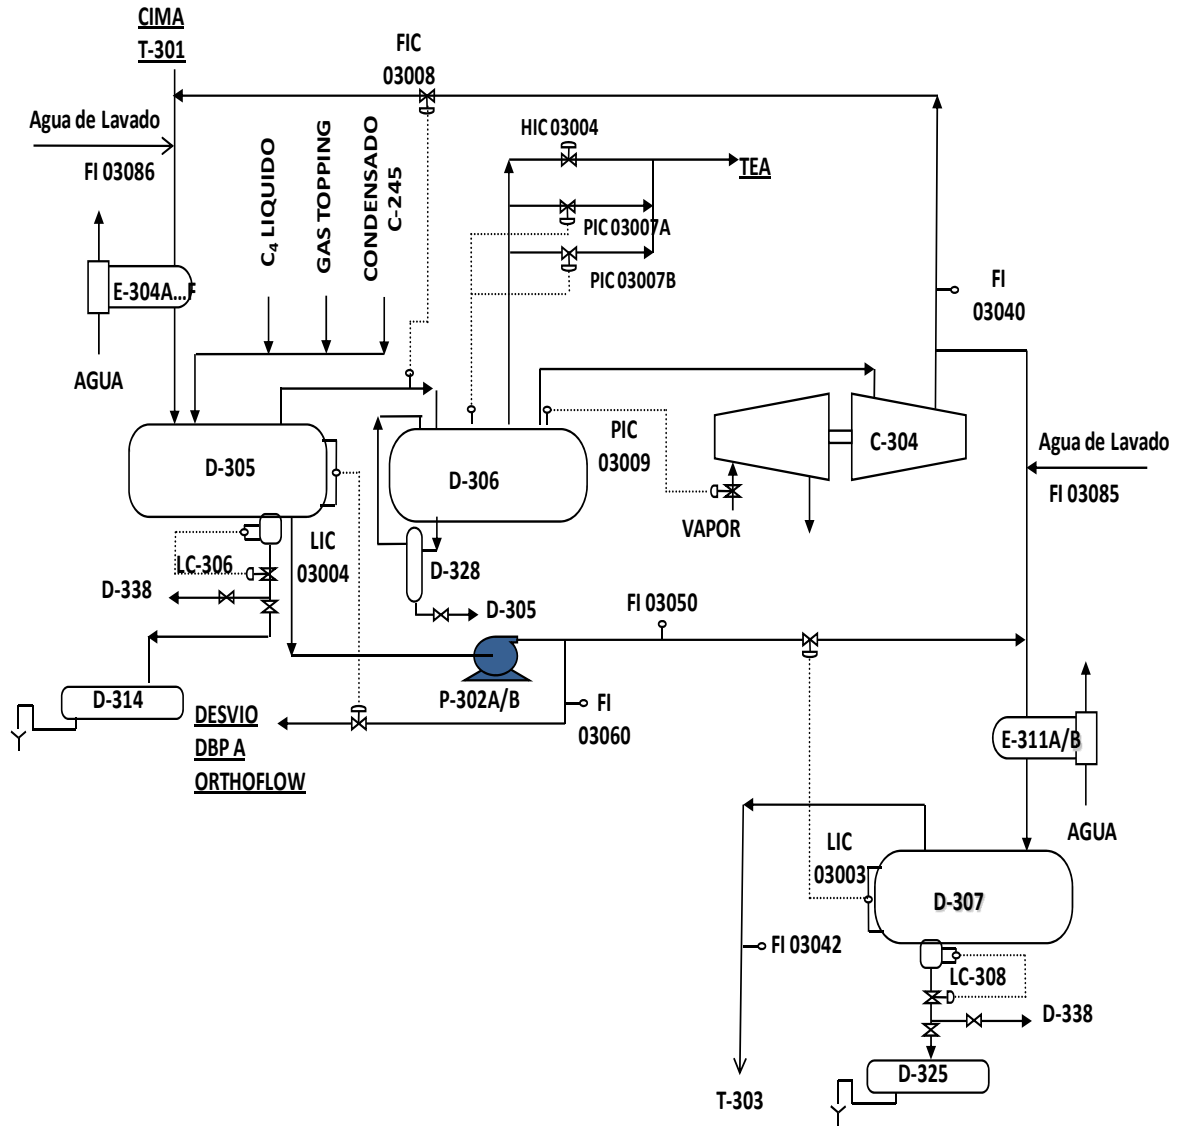 CIMA
T-301
FIC
03008
Agua de Lavado
FI 03086
C₄ LIQUIDO
GAS TOPPING
CONDENSADO
C-245
HIC 03004
TEA
PIC 03007A
PIC 03007B
FI
03040
E-304A...F
AGUA
D-305
D-306
PIC
03009
C-304
Agua de Lavado
FI 03085
VAPOR
LC-306
LIC
03004
D-328
D-338
D-305
FI 03050
D-314
P-302A/B
FI
03060
DESVIO
DBP A
ORTHOFLOW
E-311A/B
AGUA
LIC
03003
D-307
FI 03042
LC-308
D-338
D-325
T-303